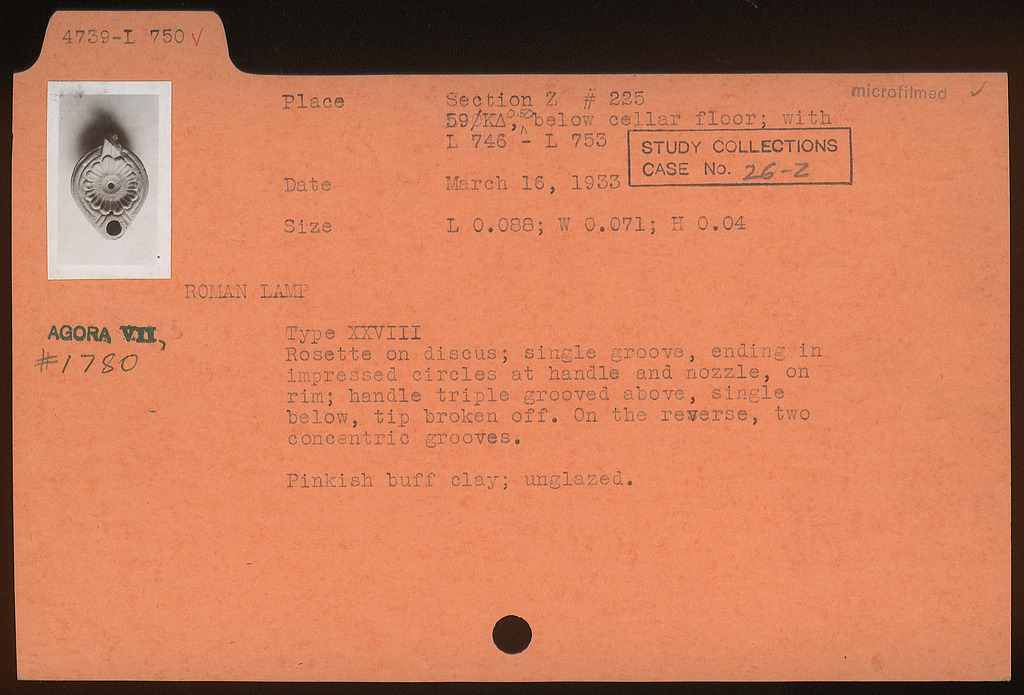 4739-L 750 √
microfilmed ✓
Place Section Z # 225
59/ΚΔ, 0.50 below cellar floor; with
L 746 - L 753
STUDY COLLECTIONS
CASE No. 26-Z
Date March 16, 1933
Size L 0.088; W 0.071; H 0.04
ROMAN LAMP
AGORA VII,
#1780
Type XXVIII
Rosette on discus; single groove, ending in
impressed circles at handle and nozzle, on
rim; handle triple grooved above, single
below, tip broken off. On the reverse, two
concentric grooves.
Pinkish buff clay; unglazed.